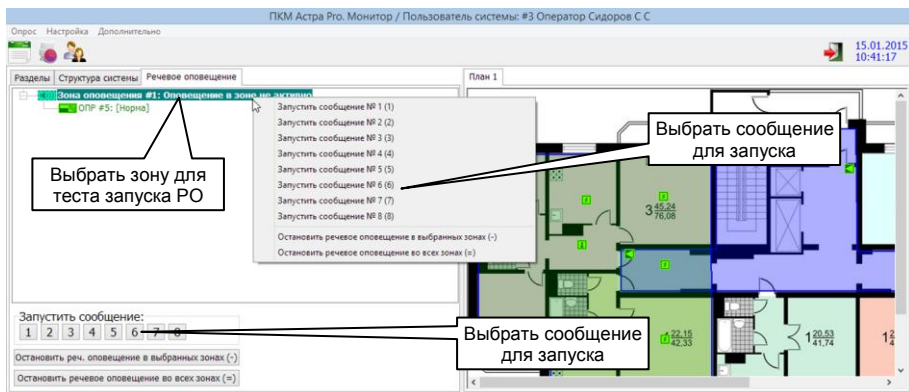 ПКМ Астра Pro. Монитор / Пользователь системы: #3 Оператор Сидоров С С
Опрос Настройка Дополнительно
15.01.2015
10:41:17
Разделы Структура системы Речевое оповещение
План 1
Зона оповещения #1: Оповещение в зоне не активно
ОПР #5: [Норма]
Запустить сообщение № 1 (1)
Запустить сообщение № 2 (2)
Запустить сообщение № 3 (3)
Запустить сообщение № 4 (4)
Запустить сообщение № 5 (5)
Запустить сообщение № 6 (6)
Запустить сообщение № 7 (7)
Запустить сообщение № 8 (8)
Остановить речевое оповещение в выбранных зонах (-)
Остановить речевое оповещение во всех зонах (=)
Выбрать зону для
теста запуска РО
Выбрать сообщение
для запуска
3 45,24
76,08
Запустить сообщение:
1 2 3 4 5 6 7 8
Остановить реч. оповещение в выбранных зонах (-)
Остановить речевое оповещение во всех зонах (=)
Выбрать сообщение
для запуска
22,15
42,33
1 20,53
41,74